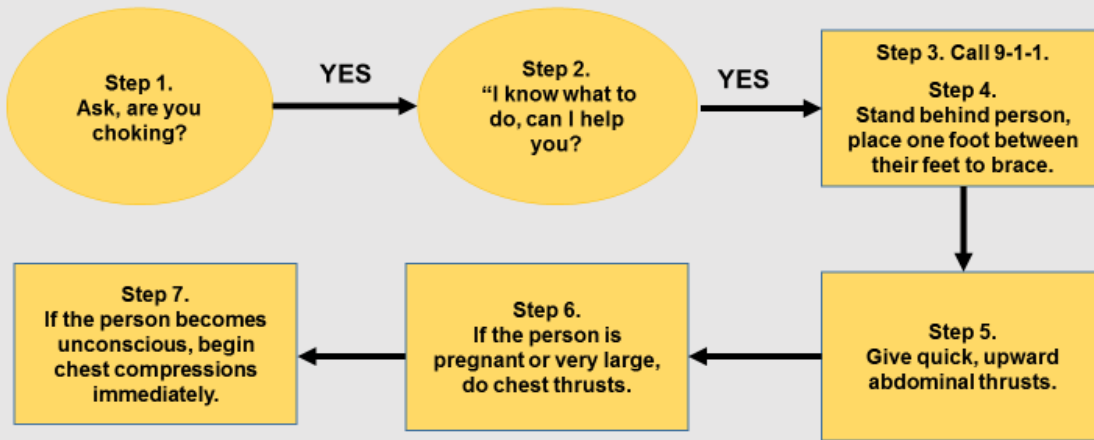 Step 1.
Ask, are you
choking?
YES
Step 2.
“I know what to
do, can I help
you?
YES
Step 3. Call 9-1-1.
Step 4.
Stand behind person,
place one foot between
their feet to brace.
Step 5.
Give quick, upward
abdominal thrusts.
Step 6.
If the person is
pregnant or very large,
do chest thrusts.
Step 7.
If the person becomes
unconscious, begin
chest compressions
immediately.